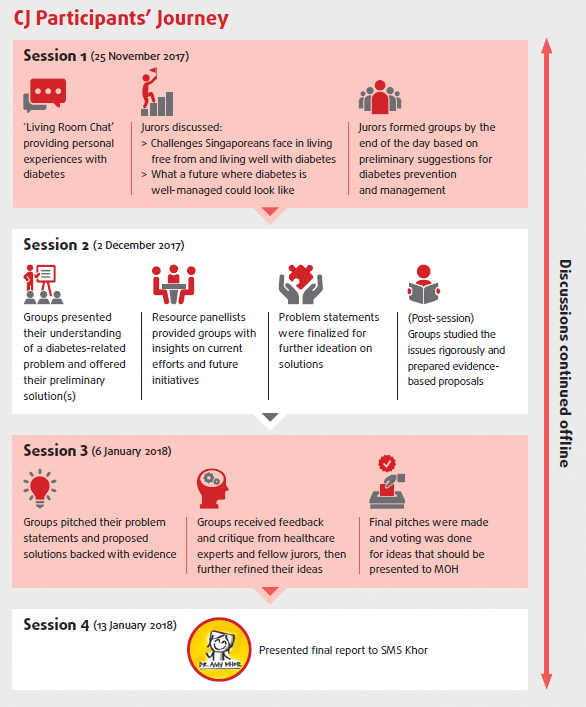 CJ Participants' Journey
Session 1 (25 November 2017)
'Living Room Chat'
providing personal
experiences with
diabetes
Jurors discussed:
> Challenges Singaporeans face in living
free from and living well with diabetes
> What a future where diabetes is
well-managed could look like
Jurors formed groups by the
end of the day based on
preliminary suggestions for
diabetes prevention
and management
Session 2 (2 December 2017)
Groups presented
their understanding
of a diabetes-related
problem and offered
their preliminary
solution(s)
Resource panellists
provided groups with
insights on current
efforts and future
initiatives
Problem statements
were finalized for
further ideation on
solutions
(Post-session)
Groups studied the
issues rigorously and
prepared evidence-
based proposals
Session 3 (6 January 2018)
Groups pitched their problem
statements and proposed
solutions backed with evidence
Groups received feedback
and critique from healthcare
experts and fellow jurors, then
further refined their ideas
Final pitches were made
and voting was done
for ideas that should be
presented to MOH
Session 4 (13 January 2018)
DR. AMY KHOR
Presented final report to SMS Khor
Discussions continued offline